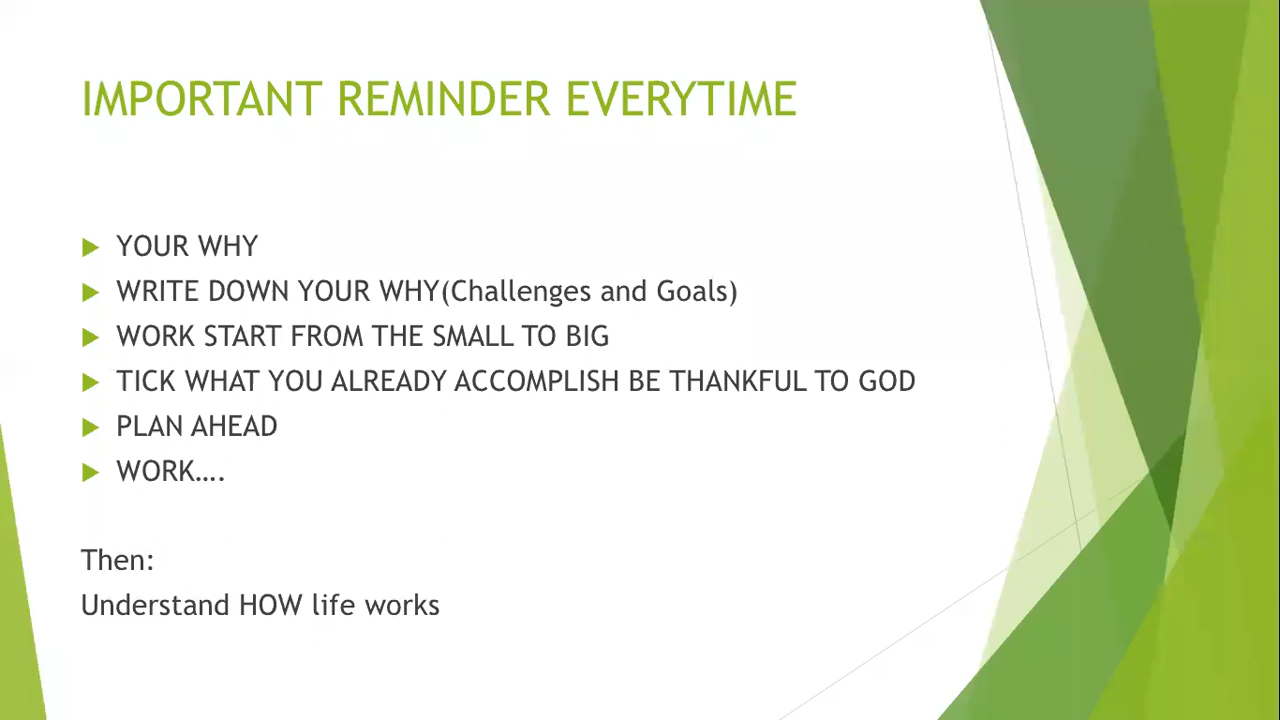 IMPORTANT REMINDER EVERYTIME
YOUR WHY
WRITE DOWN YOUR WHY(Challenges and Goals)
WORK START FROM THE SMALL TO BIG
TICK WHAT YOU ALREADY ACCOMPLISH BE THANKFUL TO GOD
PLAN AHEAD
WORK....
Then:
Understand HOW life works